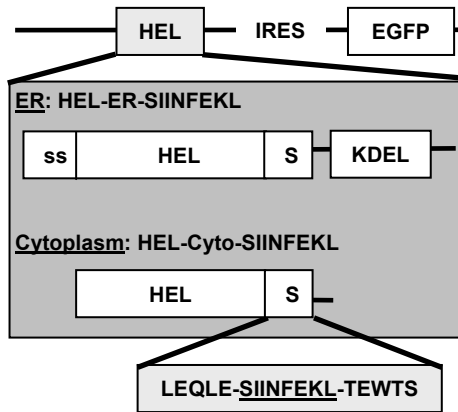 HEL IRES EGFP
ER: HEL-ER-SIINFEKL
ss HEL S KDEL
Cytoplasm: HEL-Cyto-SIINFEKL
HEL S
LEQLE-SIINFEKL-TEWTS